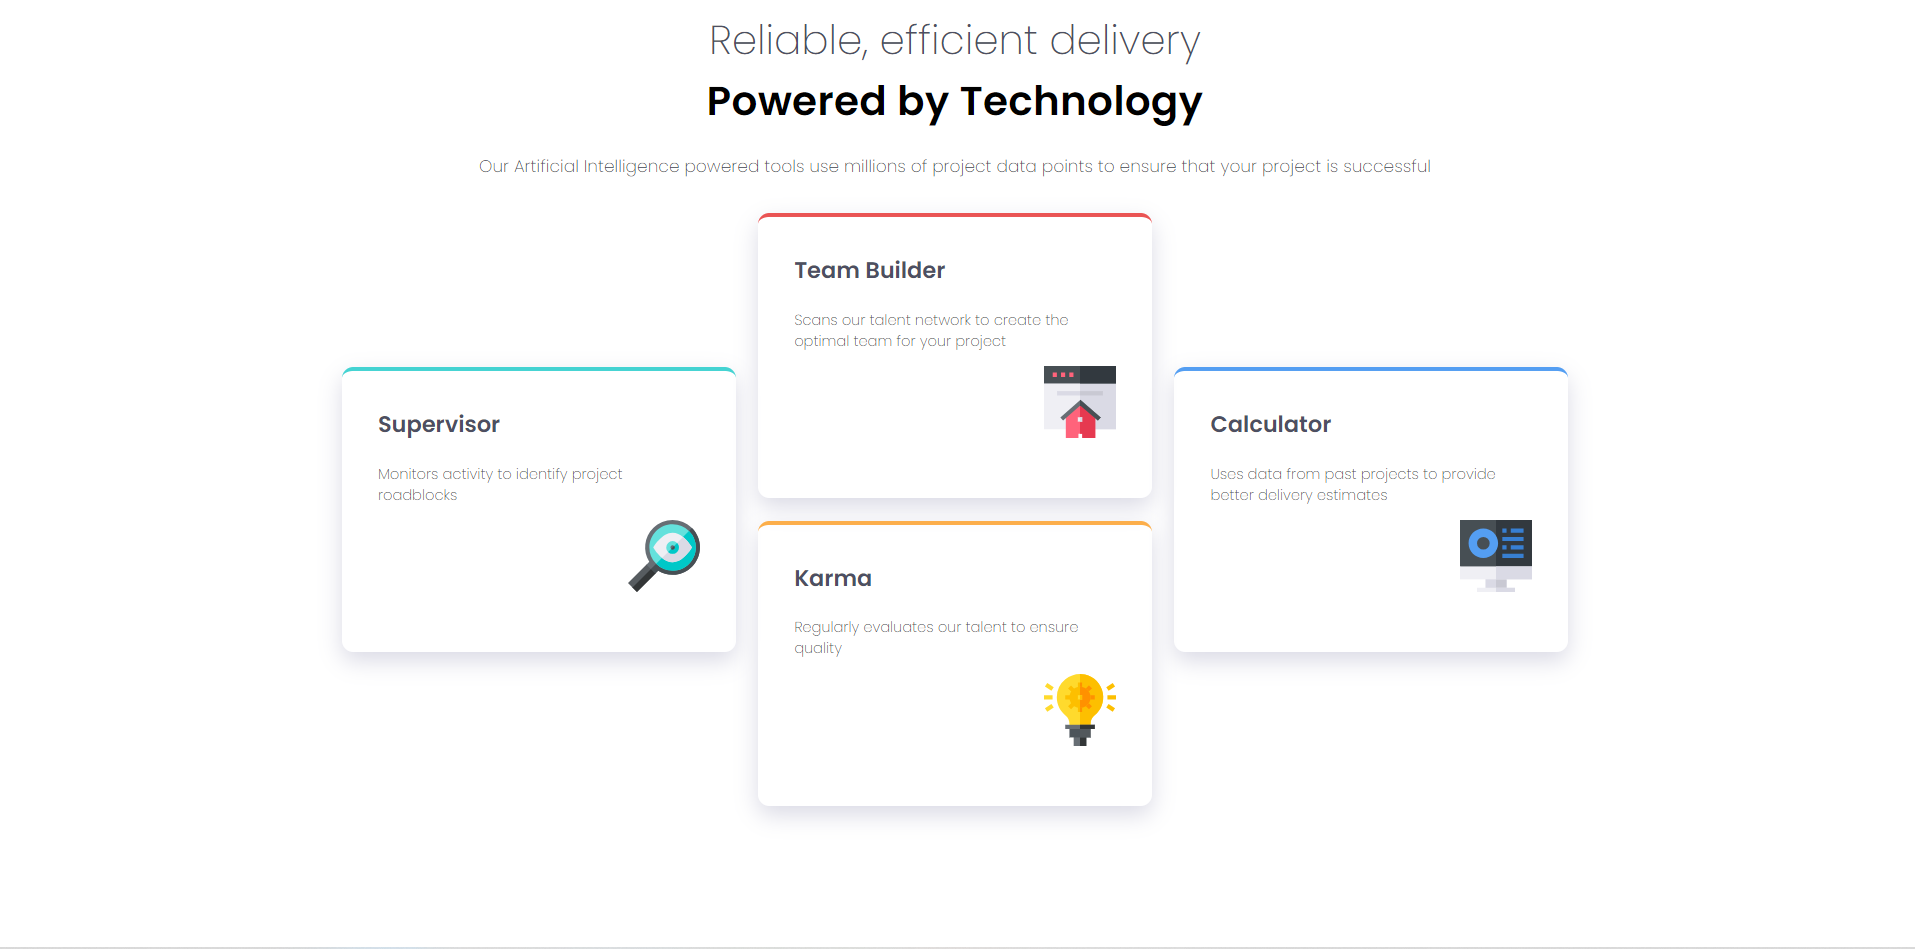 Reliable, efficient delivery
Powered by Technology
Our Artificial Intelligence powered tools use millions of project data points to ensure that your project is successful
Supervisor
Monitors activity to identify project
roadblocks
Team Builder
Scans our talent network to create the
optimal team for your project
Karma
Regularly evaluates our talent to ensure
quality
Calculator
Uses data from past projects to provide
better delivery estimates